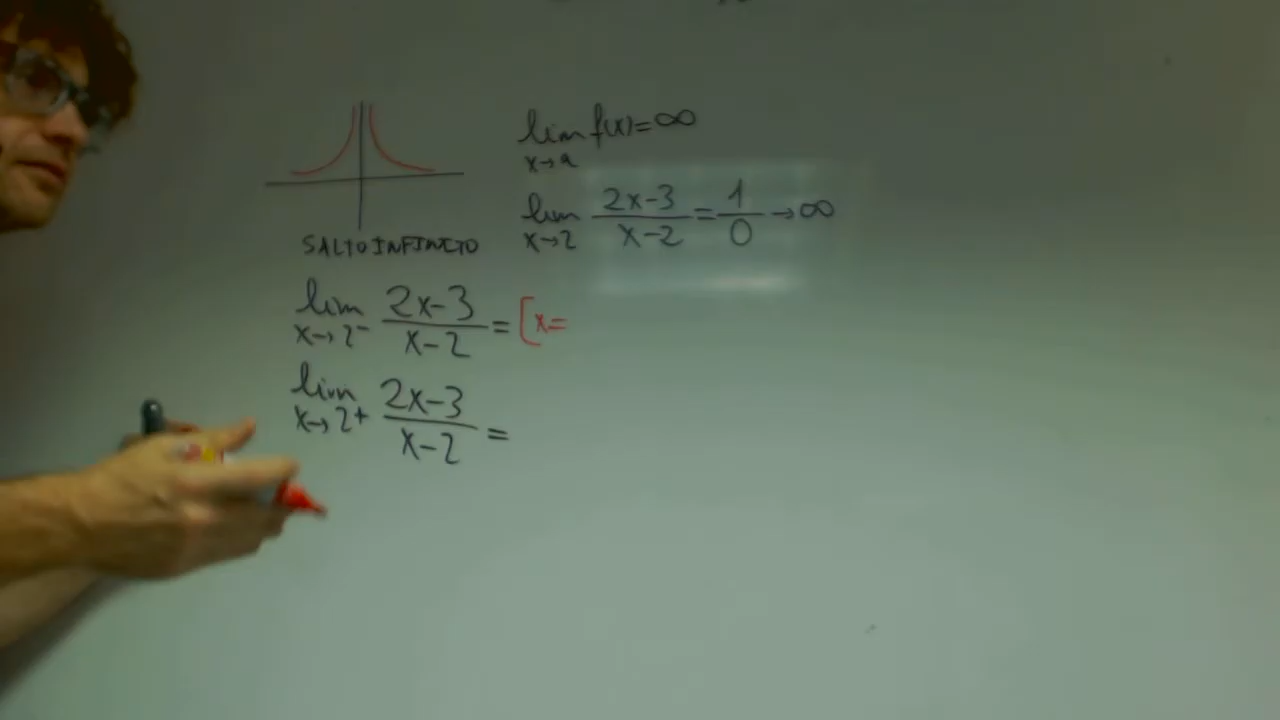 lim f(x)=∞
x→a
lim 2x-3/x-2 = 1/0 → ∞
x→2
SALTO INFINITO
lim 2x-3/x-2 = [x=
x→2-
lim 2x-3/x-2 =
x→2+